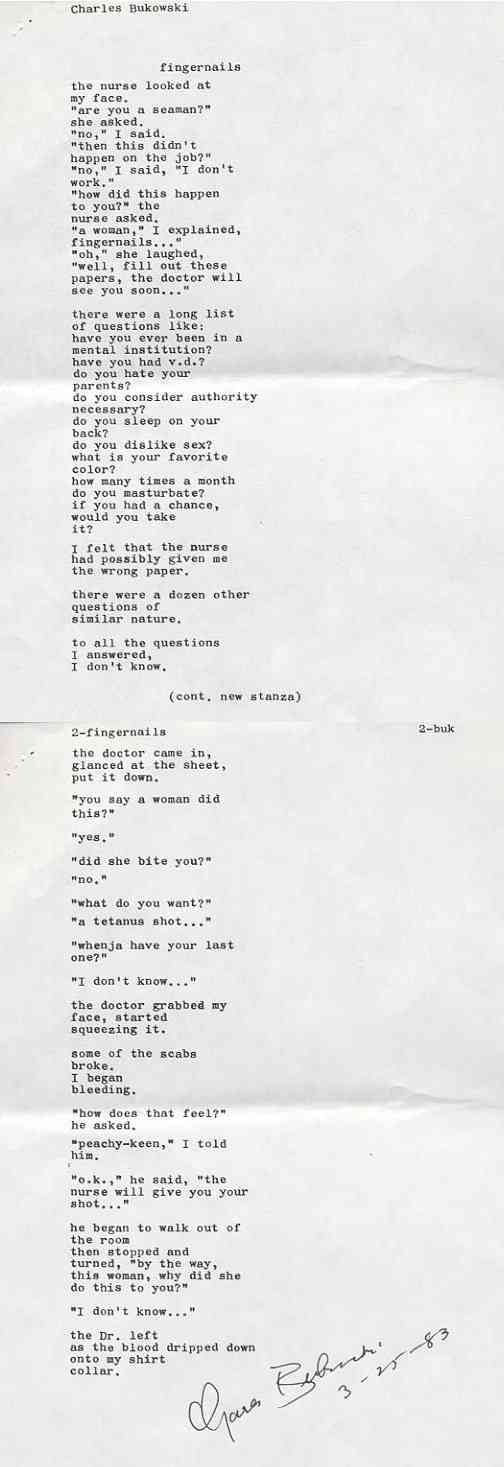 Charles Bukowski
fingernails
the nurse looked at
my face.
"are you a seaman?"
she asked.
"no," I said.
"then this didn't
happen on the job?"
"no," I said, "I don't
work."
"how did this happen
to you?" the
nurse asked.
"a woman," I explained,
fingernails..."
"oh," she laughed,
"well, fill out these
papers, the doctor will
see you soon..."
there were a long list
of questions like:
have you ever been in a
mental institution?
have you had v.d.?
do you hate your
parents?
do you consider authority
necessary?
do you sleep on your
back?
do you dislike sex?
what is your favorite
color?
how many times a month
do you masturbate?
if you had a chance,
would you take
it?
I felt that the nurse
had possibly given me
the wrong paper.
there were a dozen other
questions of
similar nature.
to all the questions
I answered,
I don't know.
(cont. new stanza)
2-fingernails 2-buk
the doctor came in,
glanced at the sheet,
put it down.
"you say a woman did
this?"
"yes."
"did she bite you?"
"no."
"what do you want?"
"a tetanus shot..."
"whenja have your last
one?"
"I don't know..."
the doctor grabbed my
face, started
squeezing it.
some of the scabs
broke.
I began
bleeding.
"how does that feel?"
he asked.
"peachy-keen," I told
him.
"o.k.," he said, "the
nurse will give you your
shot..."
he began to walk out of
the room
then stopped and
turned, "by the way,
this woman, why did she
do this to you?"
"I don't know..."
the Dr. left
as the blood dripped down
onto my shirt
collar.
Charles Bukowski
3-25-83